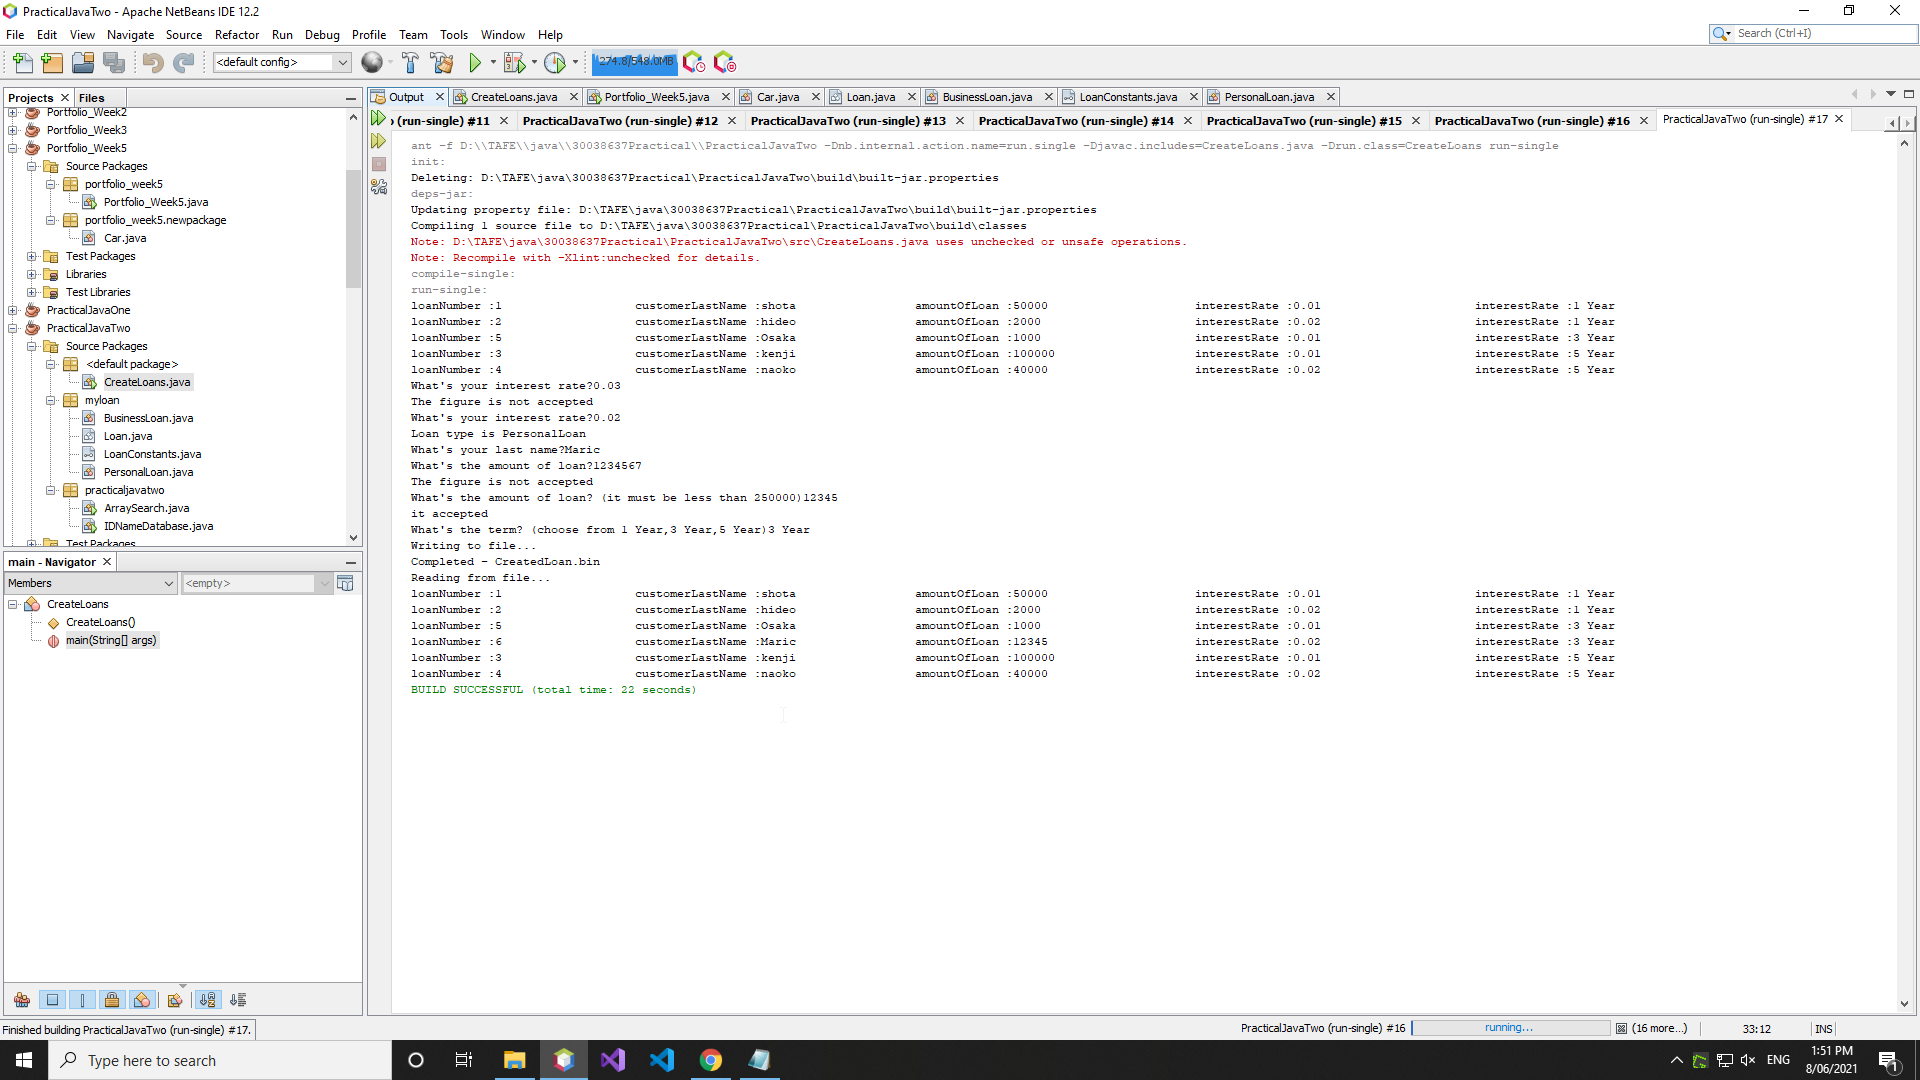 PracticalJavaTwo - Apache NetBeans IDE 12.2
File Edit View Navigate Source Refactor Run Debug Profile Team Tools Window Help
Search (Ctrl+I)
<default config>
274.8/548.0MB
Projects Files
Output CreateLoans.java Portfolio_Week5.java Car.java Loan.java BusinessLoan.java LoanConstants.java PersonalLoan.java
(run-single) #11 PracticalJavaTwo (run-single) #12 PracticalJavaTwo (run-single) #13 PracticalJavaTwo (run-single) #14 PracticalJavaTwo (run-single) #15 PracticalJavaTwo (run-single) #16 PracticalJavaTwo (run-single) #17
Portfolio_Week2
Portfolio_Week3
Portfolio_Week5
Source Packages
portfolio_week5
Portfolio_Week5.java
portfolio_week5.newpackage
Car.java
Test Packages
Libraries
Test Libraries
PracticalJavaOne
PracticalJavaTwo
Source Packages
<default package>
CreateLoans.java
myloan
BusinessLoan.java
Loan.java
LoanConstants.java
PersonalLoan.java
practicaljavatwo
ArraySearch.java
IDNameDatabase.java
Test Packages
main - Navigator
Members <empty>
CreateLoans
CreateLoans()
main(String[] args)
ant -f D:\\TAFE\\java\\30038637Practical\\PracticalJavaTwo -Dnb.internal.action.name=run.single -Djavac.includes=CreateLoans.java -Drun.class=CreateLoans run-single
init:
Deleting: D:\TAFE\java\30038637Practical\PracticalJavaTwo\build\built-jar.properties
deps-jar:
Updating property file: D:\TAFE\java\30038637Practical\PracticalJavaTwo\build\built-jar.properties
Compiling 1 source file to D:\TAFE\java\30038637Practical\PracticalJavaTwo\build\classes
Note: D:\TAFE\java\30038637Practical\PracticalJavaTwo\src\CreateLoans.java uses unchecked or unsafe operations.
Note: Recompile with -Xlint:unchecked for details.
compile-single:
run-single:
loanNumber :1 customerLastName :shota amountOfLoan :50000 interestRate :0.01 interestRate :1 Year
loanNumber :2 customerLastName :hideo amountOfLoan :2000 interestRate :0.02 interestRate :1 Year
loanNumber :5 customerLastName :Osaka amountOfLoan :1000 interestRate :0.01 interestRate :3 Year
loanNumber :3 customerLastName :kenji amountOfLoan :100000 interestRate :0.01 interestRate :5 Year
loanNumber :4 customerLastName :naoko amountOfLoan :40000 interestRate :0.02 interestRate :5 Year
What's your interest rate?0.03
The figure is not accepted
What's your interest rate?0.02
Loan type is PersonalLoan
What's your last name?Maric
What's the amount of loan?1234567
The figure is not accepted
What's the amount of loan? (it must be less than 250000)12345
it accepted
What's the term? (choose from 1 Year,3 Year,5 Year)3 Year
Writing to file...
Completed - CreatedLoan.bin
Reading from file...
loanNumber :1 customerLastName :shota amountOfLoan :50000 interestRate :0.01 interestRate :1 Year
loanNumber :2 customerLastName :hideo amountOfLoan :2000 interestRate :0.02 interestRate :1 Year
loanNumber :5 customerLastName :Osaka amountOfLoan :1000 interestRate :0.01 interestRate :3 Year
loanNumber :6 customerLastName :Maric amountOfLoan :12345 interestRate :0.02 interestRate :3 Year
loanNumber :3 customerLastName :kenji amountOfLoan :100000 interestRate :0.01 interestRate :5 Year
loanNumber :4 customerLastName :naoko amountOfLoan :40000 interestRate :0.02 interestRate :5 Year
BUILD SUCCESSFUL (total time: 22 seconds)
Finished building PracticalJavaTwo (run-single) #17.
PracticalJavaTwo (run-single) #16 running... (16 more...) 33:12 INS
Type here to search
ENG
1:51 PM
8/06/2021
1